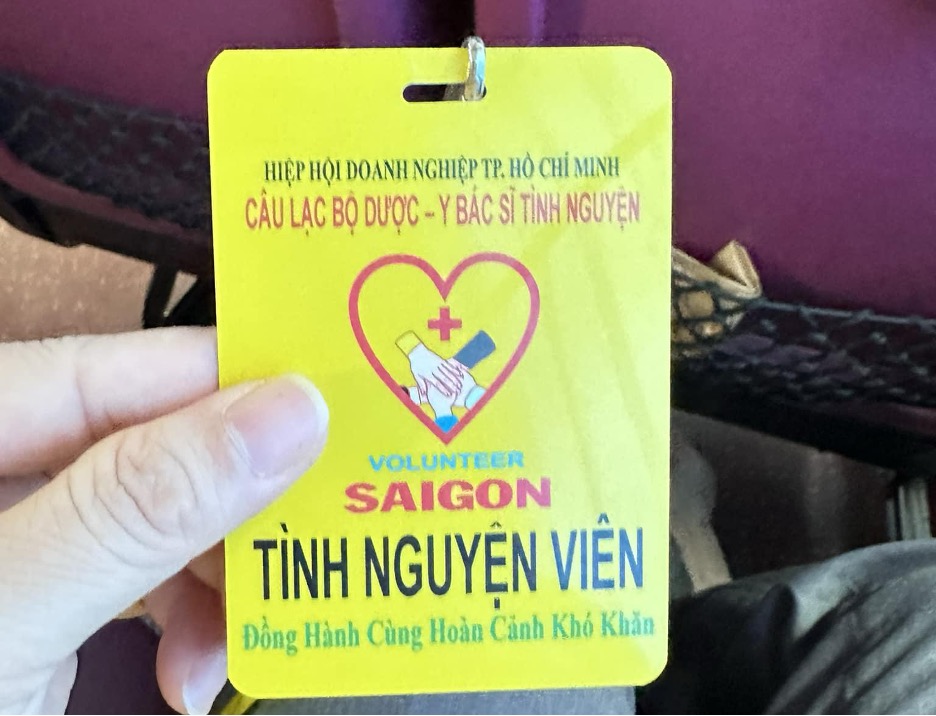 HIỆP HỘI DOANH NGHIỆP TP. HỒ CHÍ MINH
CÂU LẠC BỘ DƯỢC – Y BÁC SĨ TÌNH NGUYỆN
VOLUNTEER
SAIGON
TÌNH NGUYỆN VIÊN
Đồng Hành Cùng Hoàn Cảnh Khó Khăn